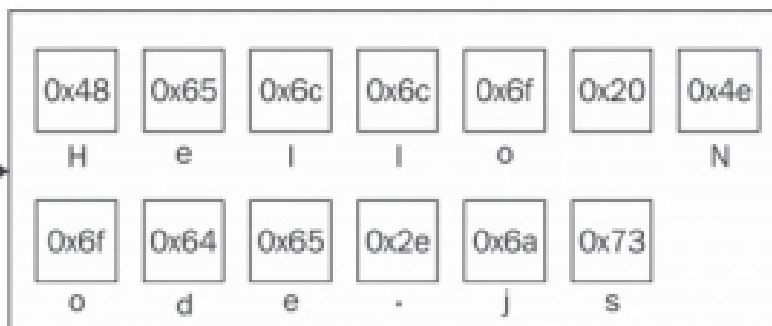 0x48 0x65 0x6c 0x6c 0x6f 0x20 0x4e
H e l l o N
0x6f 0x64 0x65 0x2e 0x6a 0x73
o d e . j s